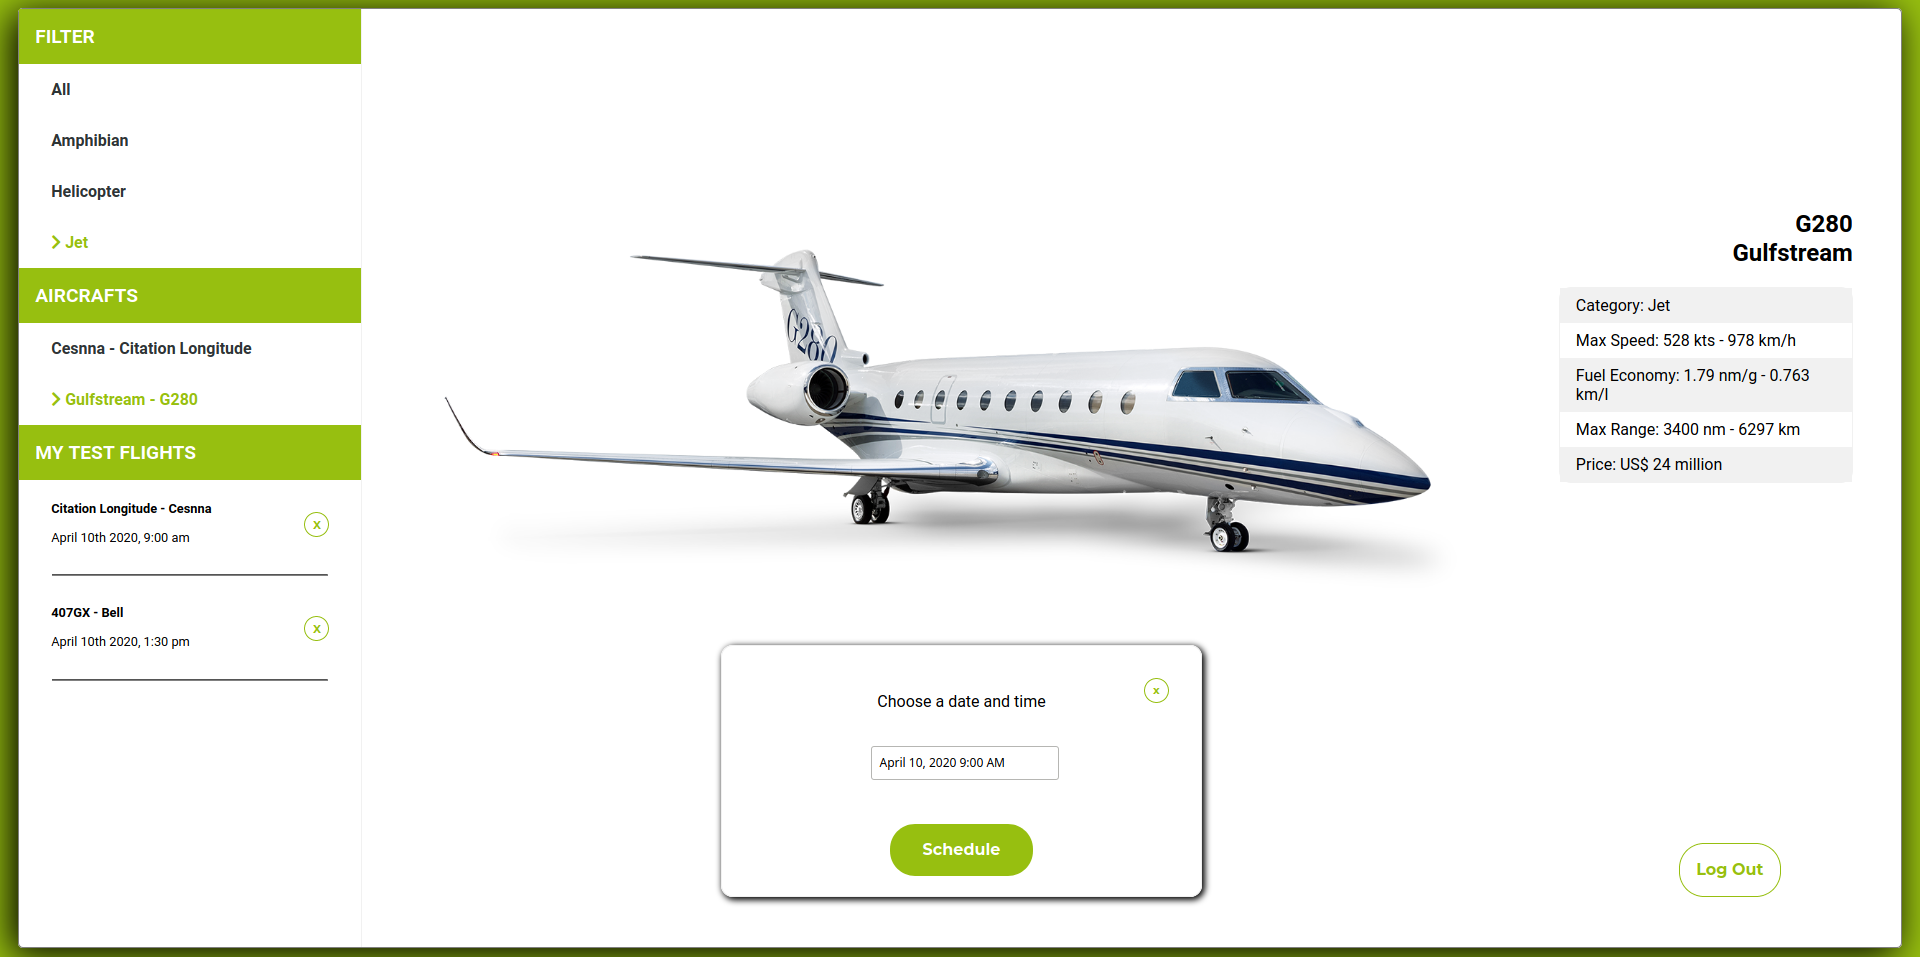 FILTER
All
Amphibian
Helicopter
Jet
AIRCRAFTS
Cesnna - Citation Longitude
Gulfstream - G280
MY TEST FLIGHTS
Citation Longitude - Cesnna
April 10th 2020, 9:00 am
x
407GX - Bell
April 10th 2020, 1:30 pm
x
G280
G280
Gulfstream
Category: Jet
Max Speed: 528 kts - 978 km/h
Fuel Economy: 1.79 nm/g - 0.763
km/l
Max Range: 3400 nm - 6297 km
Price: US$ 24 million
x
Choose a date and time
April 10, 2020 9:00 AM
Schedule
Log Out